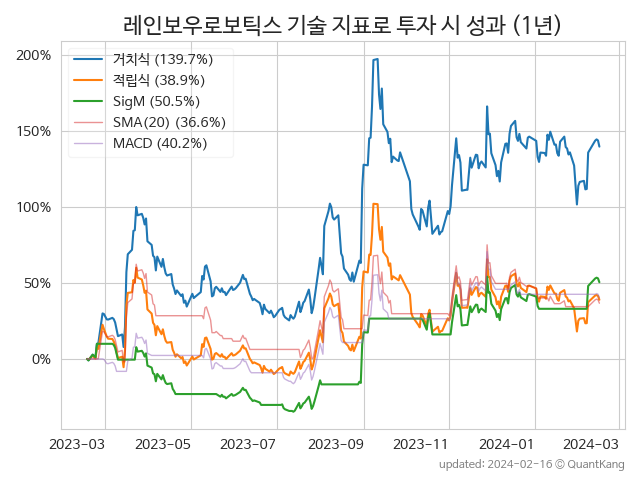 레인보우로보틱스 기술 지표로 투자 시 성과 (1년)
거치식 (139.7%)
적립식 (38.9%)
SigM (50.5%)
SMA(20) (36.6%)
MACD (40.2%)
200%
150%
100%
50%
0%
2023-03 2023-05 2023-07 2023-09 2023-11 2024-01 2024-03
updated: 2024-02-16 © QuantKang